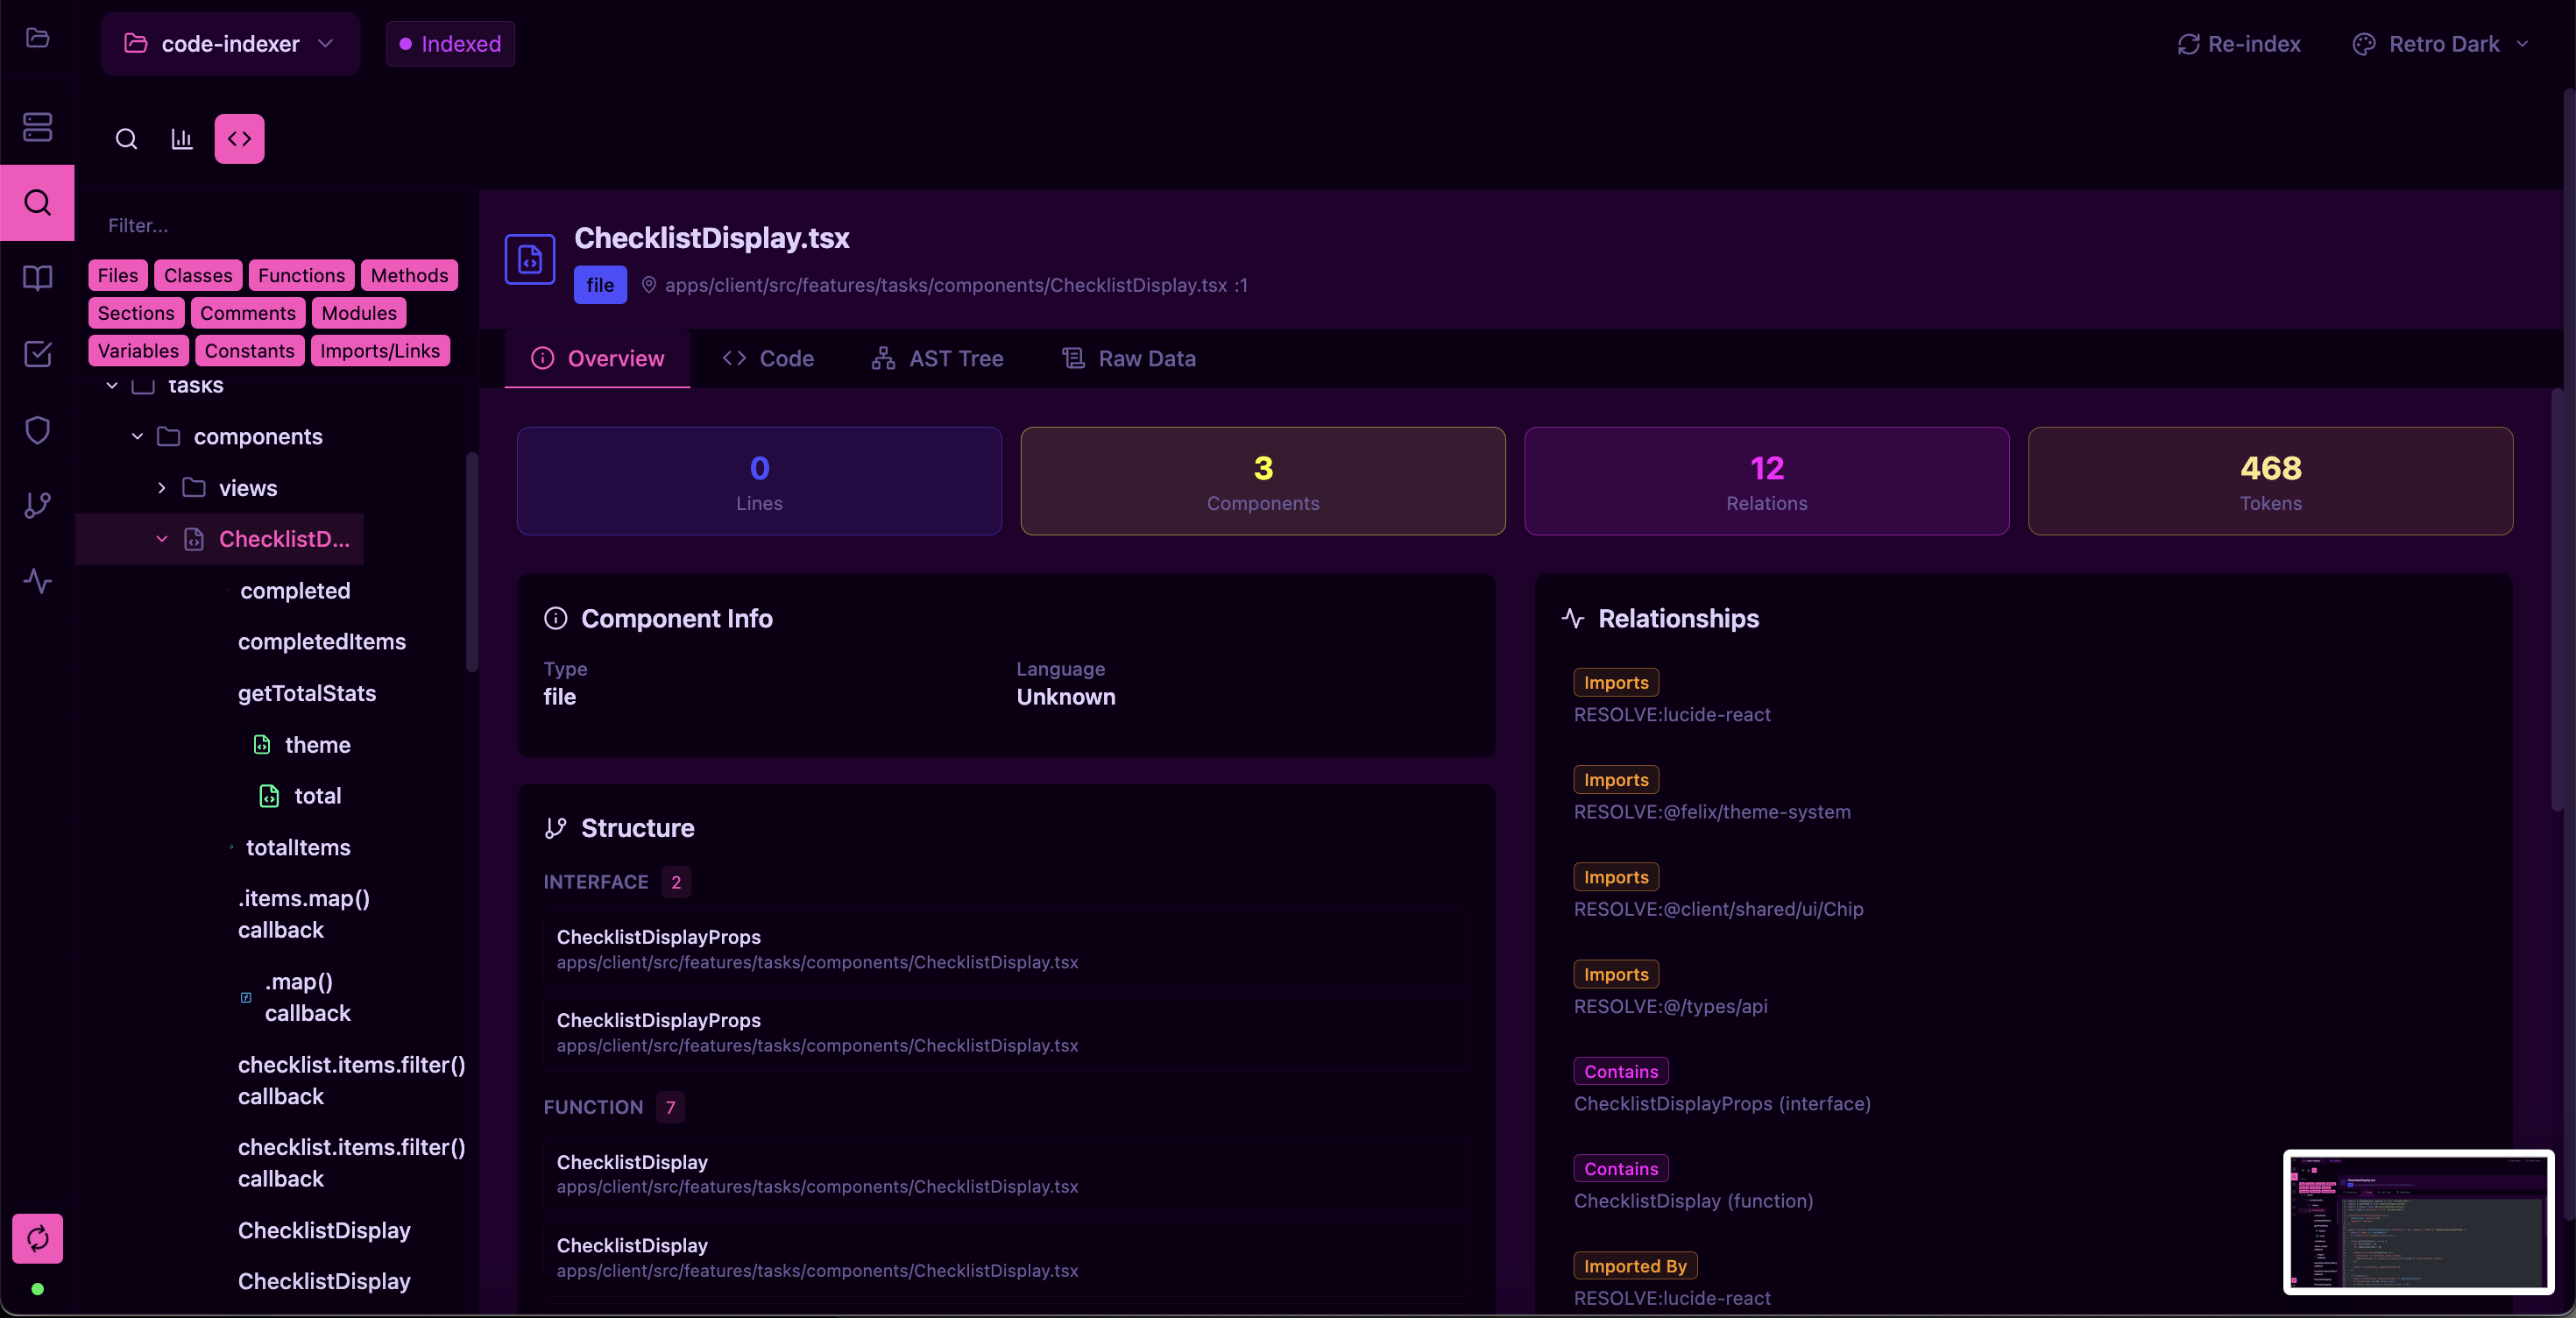 code-indexer
Indexed
Re-index
Retro Dark
Filter...
Files Classes Functions Methods
Sections Comments Modules
Variables Constants Imports/Links
tasks
components
views
ChecklistD...
completed
completedItems
getTotalStats
theme
total
totalItems
.items.map()
callback
.map()
callback
checklist.items.filter()
callback
checklist.items.filter()
callback
ChecklistDisplay
ChecklistDisplay
ChecklistDisplay.tsx
file apps/client/src/features/tasks/components/ChecklistDisplay.tsx :1
Overview Code AST Tree Raw Data
0
Lines
3
Components
12
Relations
468
Tokens
Component Info
Type
file
Language
Unknown
Structure
INTERFACE 2
ChecklistDisplayProps
apps/client/src/features/tasks/components/ChecklistDisplay.tsx
ChecklistDisplayProps
apps/client/src/features/tasks/components/ChecklistDisplay.tsx
FUNCTION 7
ChecklistDisplay
apps/client/src/features/tasks/components/ChecklistDisplay.tsx
ChecklistDisplay
apps/client/src/features/tasks/components/ChecklistDisplay.tsx
Relationships
Imports
RESOLVE:lucide-react
Imports
RESOLVE:@felix/theme-system
Imports
RESOLVE:@client/shared/ui/Chip
Imports
RESOLVE:@/types/api
Contains
ChecklistDisplayProps (interface)
Contains
ChecklistDisplay (function)
Imported By
RESOLVE:lucide-react